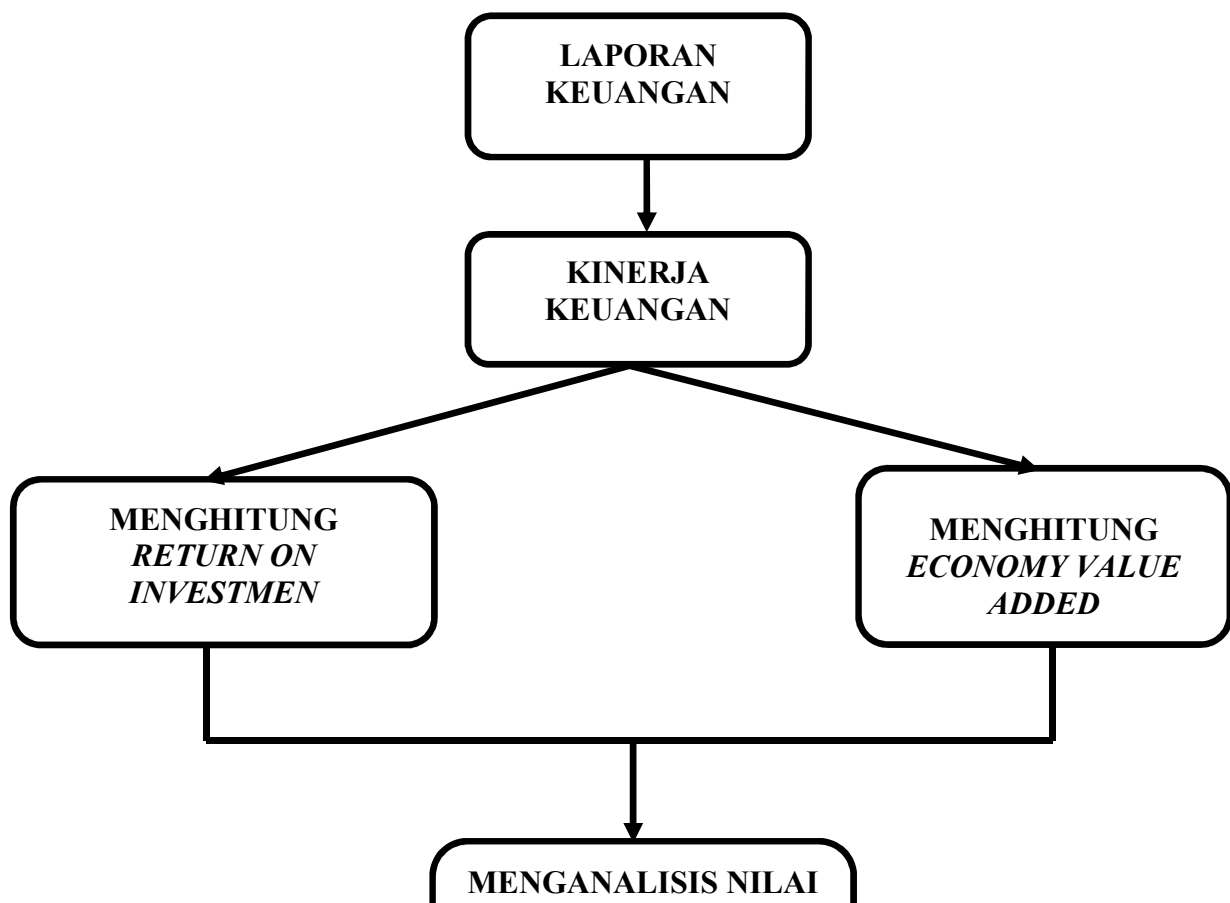 LAPORAN
KEUANGAN
KINERJA
KEUANGAN
MENGHITUNG
RETURN ON
INVESTMEN
MENGHITUNG
ECONOMY VALUE
ADDED
MENGANALISIS NILAI